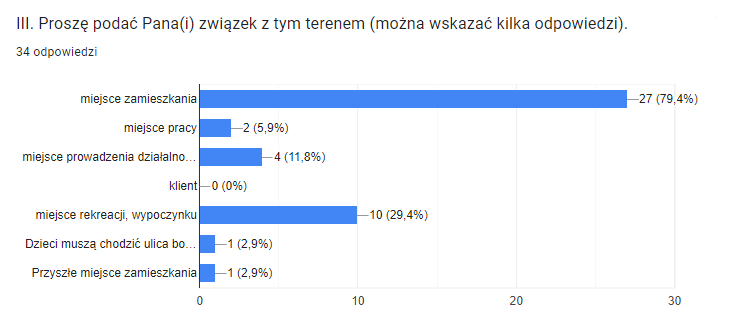 III. Proszę podać Pana(i) związek z tym terenem (można wskazać kilka odpowiedzi).
34 odpowiedzi
miejsce zamieszkania 27 (79,4%)
miejsce pracy 2 (5,9%)
miejsce prowadzenia działalno... 4 (11,8%)
klient 0 (0%)
miejsce rekreacji, wypoczynku 10 (29,4%)
Dzieci muszą chodzić ulica bo... 1 (2,9%)
Przyszłe miejsce zamieszkania 1 (2,9%)
0 10 20 30